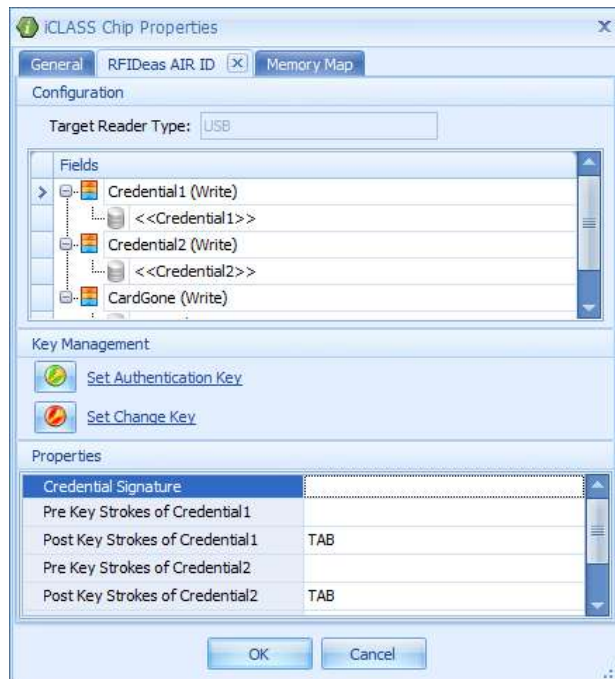 iCLASS Chip Properties
General RFIDeas AIR ID Memory Map
Configuration
Target Reader Type: USB
Fields
Credential1 (Write)
<<Credential1>>
Credential2 (Write)
<<Credential2>>
CardGone (Write)
Key Management
Set Authentication Key
Set Change Key
Properties
Credential Signature
Pre Key Strokes of Credential1
Post Key Strokes of Credential1 TAB
Pre Key Strokes of Credential2
Post Key Strokes of Credential2 TAB
OK Cancel